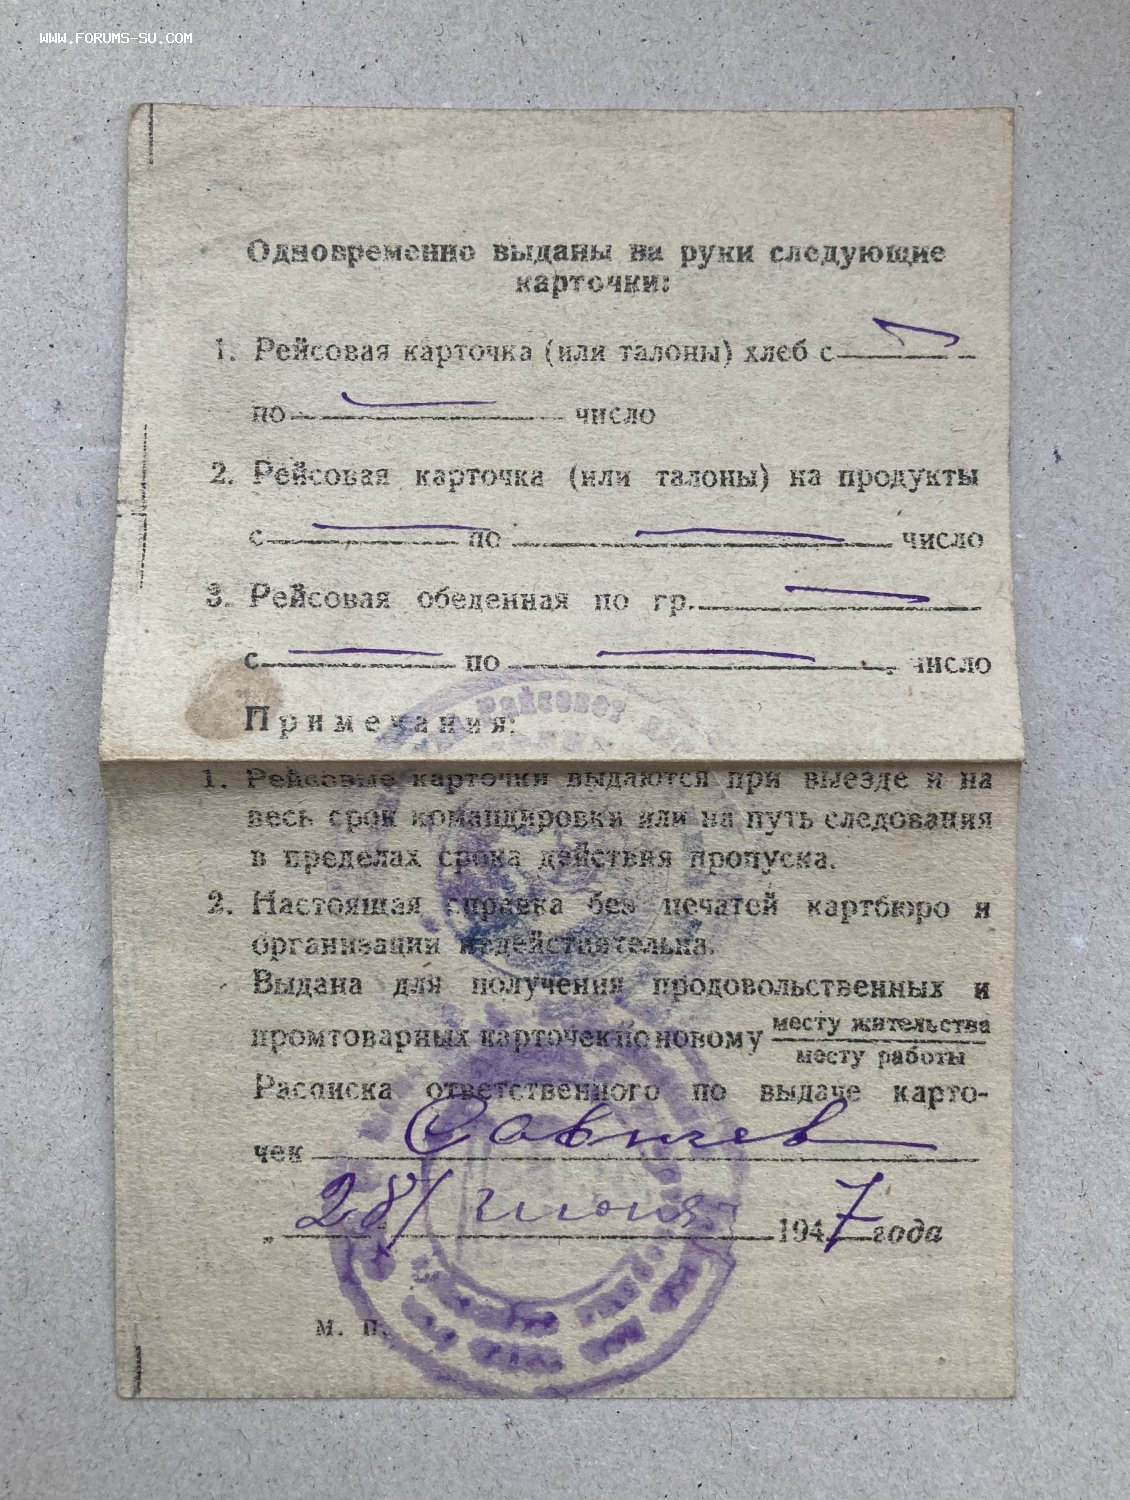 WWW.FORUMS-SU.COM
Одновременно выданы на руки следующие
карточки:
1. Рейсовая карточка (или талоны) хлеб с
по число
2. Рейсовая карточка (или талоны) на продукты
с по число
3. Рейсовая обеденная по гр.
с по число
Примечания:
1. Рейсовые карточки выдаются при выезде и на
весь срок командировки или на путь следования
в пределах срока действия пропуска.
2. Настоящая справка без печатей картбюро и
организации недействительна.
Выдана для получения продовольственных и
промтоварных карточек по новому месту жительства
месту работы
Расписка ответственного по выдаче карто-
чек Савичев
„ 28/ июня 1947 года
м. п.